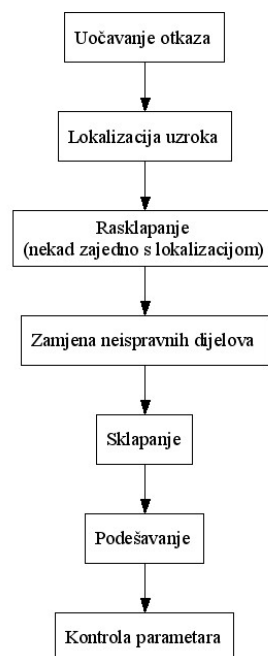 Uočavanje otkaza
Lokalizacija uzroka
Rasklapanje
(nekad zajedno s lokalizacijom)
Zamjena neispravnih dijelova
Sklapanje
Podešavanje
Kontrola parametara